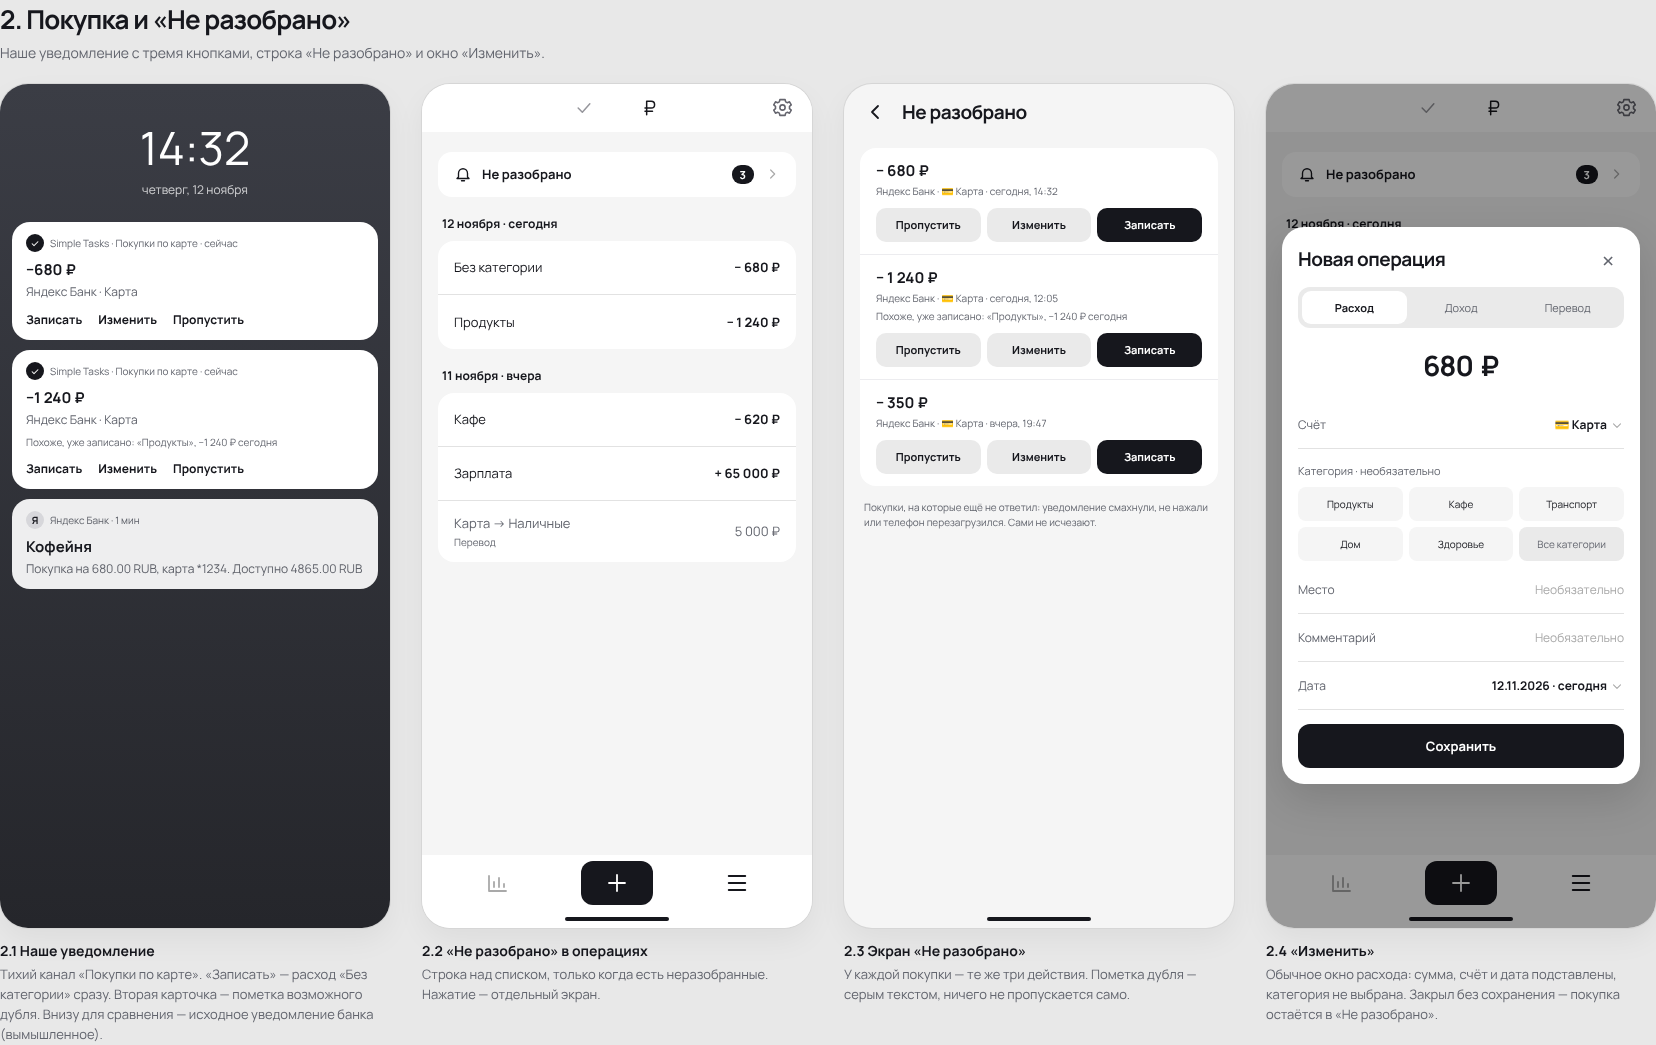 2. Покупка и «Не разобрано»
Наше уведомление с тремя кнопками, строка «Не разобрано» и окно «Изменить».
14:32
четверг, 12 ноября
Simple Tasks · Покупки по карте · сейчас
−680 ₽
Яндекс Банк · Карта
Записать Изменить Пропустить
Simple Tasks · Покупки по карте · сейчас
−1 240 ₽
Яндекс Банк · Карта
Похоже, уже записано: «Продукты», −1 240 ₽ сегодня
Записать Изменить Пропустить
Я Яндекс Банк · 1 мин
Кофейня
Покупка на 680.00 RUB, карта *1234. Доступно 4865.00 RUB
2.1 Наше уведомление
Тихий канал «Покупки по карте». «Записать» — расход «Без
категории» сразу. Вторая карточка — пометка возможного
дубля. Внизу для сравнения — исходное уведомление банка
(вымышленное).
₽
Не разобрано 3
12 ноября · сегодня
Без категории − 680 ₽
Продукты − 1 240 ₽
11 ноября · вчера
Кафе − 620 ₽
Зарплата + 65 000 ₽
Карта → Наличные 5 000 ₽
Перевод
2.2 «Не разобрано» в операциях
Строка над списком, только когда есть неразобранные.
Нажатие — отдельный экран.
Не разобрано
− 680 ₽
Яндекс Банк · 💳 Карта · сегодня, 14:32
Пропустить Изменить Записать
− 1 240 ₽
Яндекс Банк · 💳 Карта · сегодня, 12:05
Похоже, уже записано: «Продукты», −1 240 ₽ сегодня
Пропустить Изменить Записать
− 350 ₽
Яндекс Банк · 💳 Карта · вчера, 19:47
Пропустить Изменить Записать
Покупки, на которые ещё не ответил: уведомление смахнули, не нажали
или телефон перезагрузился. Сами не исчезают.
2.3 Экран «Не разобрано»
У каждой покупки — те же три действия. Пометка дубля —
серым текстом, ничего не пропускается само.
₽
Не разобрано 3
12 ноября · сегодня
Новая операция
Расход Доход Перевод
680 ₽
Счёт 💳 Карта
Категория · необязательно
Продукты Кафе Транспорт
Дом Здоровье Все категории
Место Необязательно
Комментарий Необязательно
Дата 12.11.2026 · сегодня
Сохранить
2.4 «Изменить»
Обычное окно расхода: сумма, счёт и дата подставлены,
категория не выбрана. Закрыл без сохранения — покупка
остаётся в «Не разобрано».